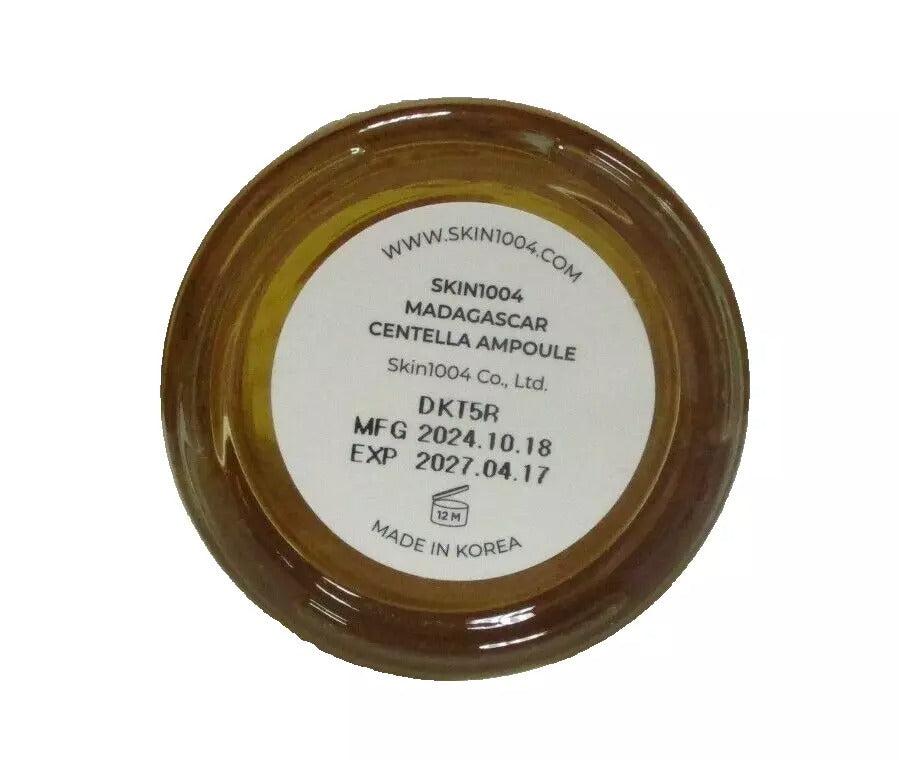 WWW.SKIN1004.COM
SKIN1004
MADAGASCAR
CENTELLA AMPOULE
Skin1004 Co., Ltd.
DKT5R
MFG 2024.10.18
EXP 2027.04.17
12 M
MADE IN KOREA